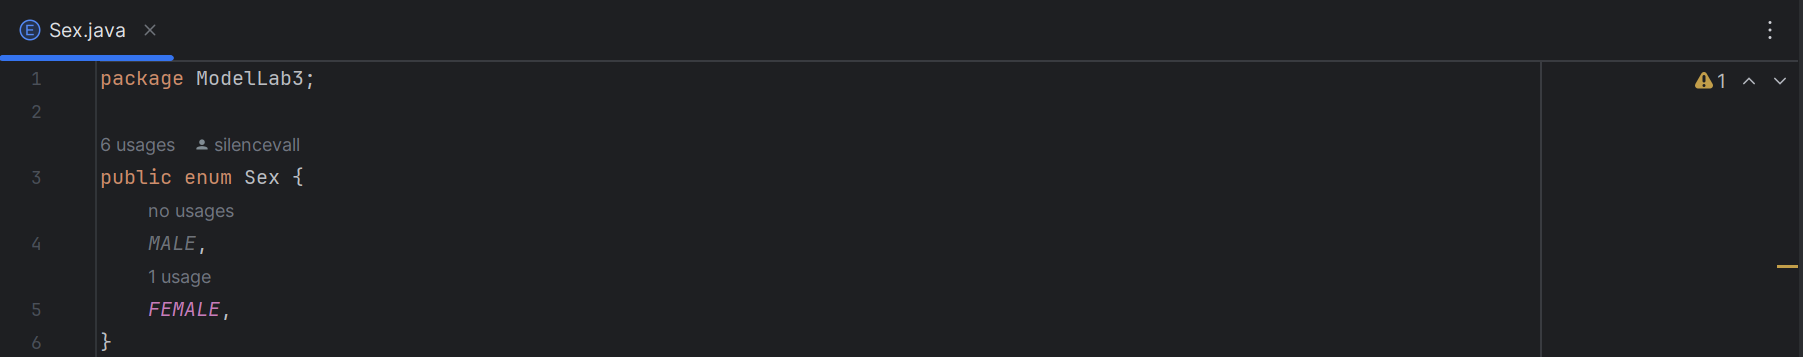 E Sex.java
1 package ModelLab3;
1
2
6 usages silencevall
3 public enum Sex {
no usages
4 MALE,
1 usage
5 FEMALE,
6 }